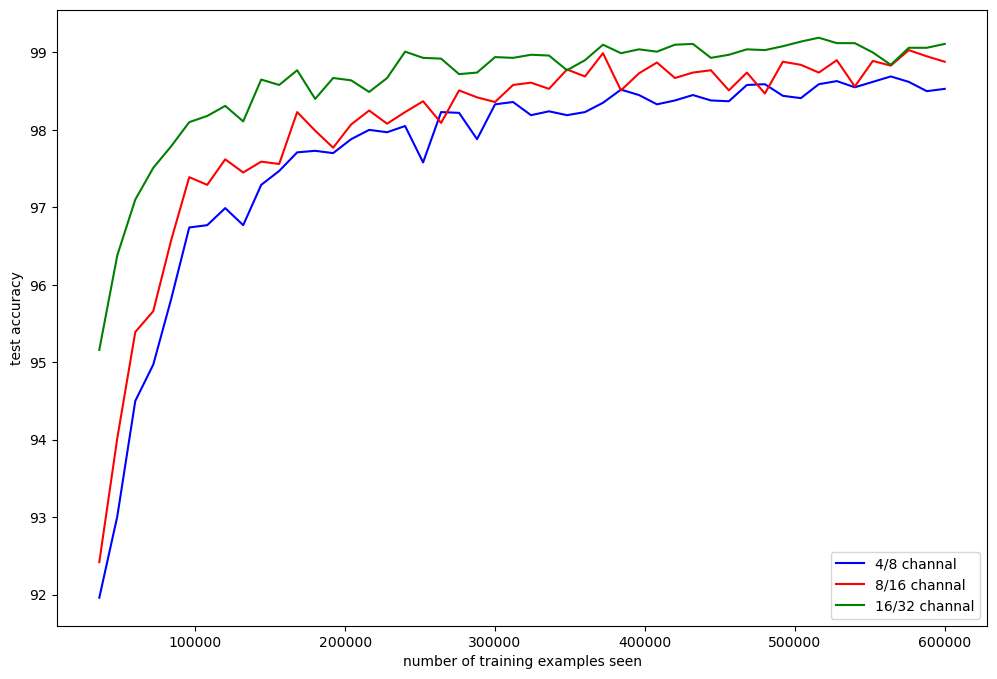 99
98
97
96
95
94
93
92
test accuracy
100000 200000 300000 400000 500000 600000
number of training examples seen
4/8 channal
8/16 channal
16/32 channal